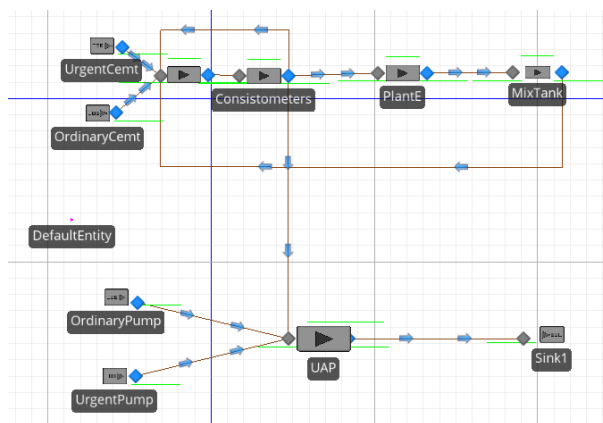 UrgentCemt
OrdinaryCemt
Consistometers
PlantE
MixTank
DefaultEntity
OrdinaryPump
UrgentPump
UAP
Sink1